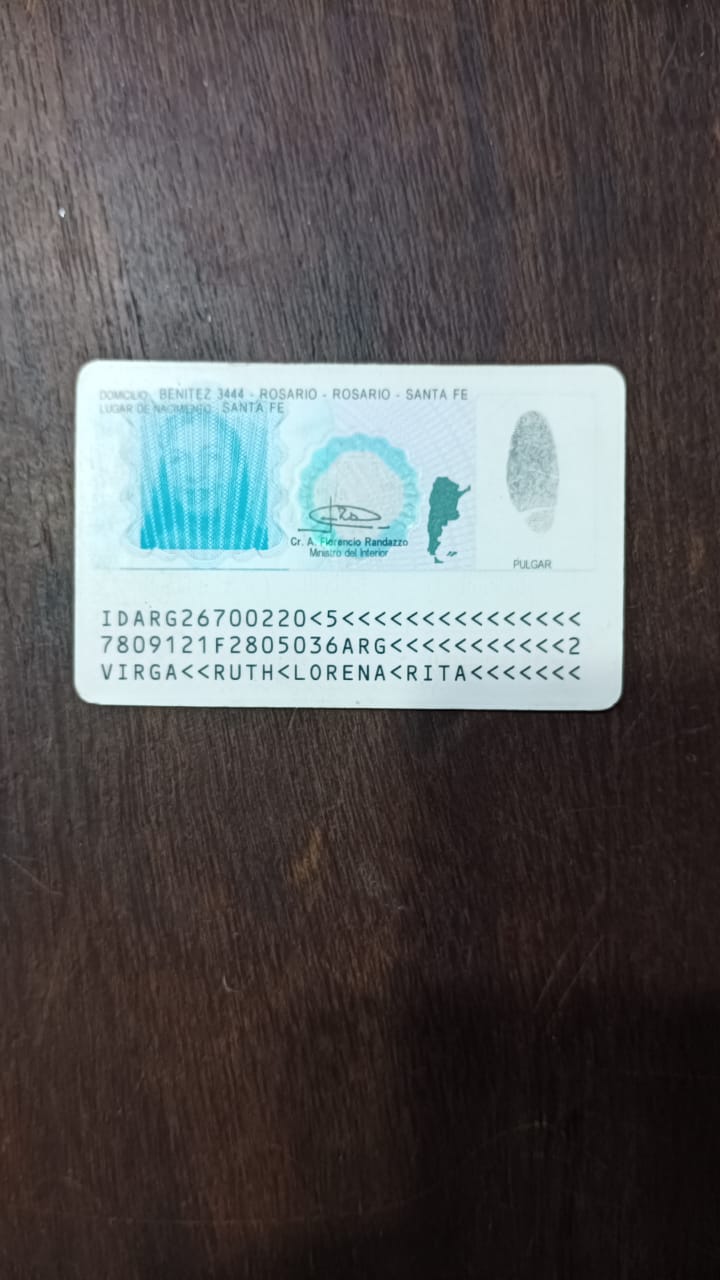 DOMICILIO: BENITEZ 3444 - ROSARIO - ROSARIO - SANTA FE
LUGAR DE NACIMIENTO: SANTA FE
Cr. A. Florencio Randazzo
Ministro del Interior
PULGAR
IDARG26700220<5<<<<<<<<<<<<<<<
7809121F2805036ARG<<<<<<<<<<<2
VIRGA<<RUTH<LORENA<RITA<<<<<<<